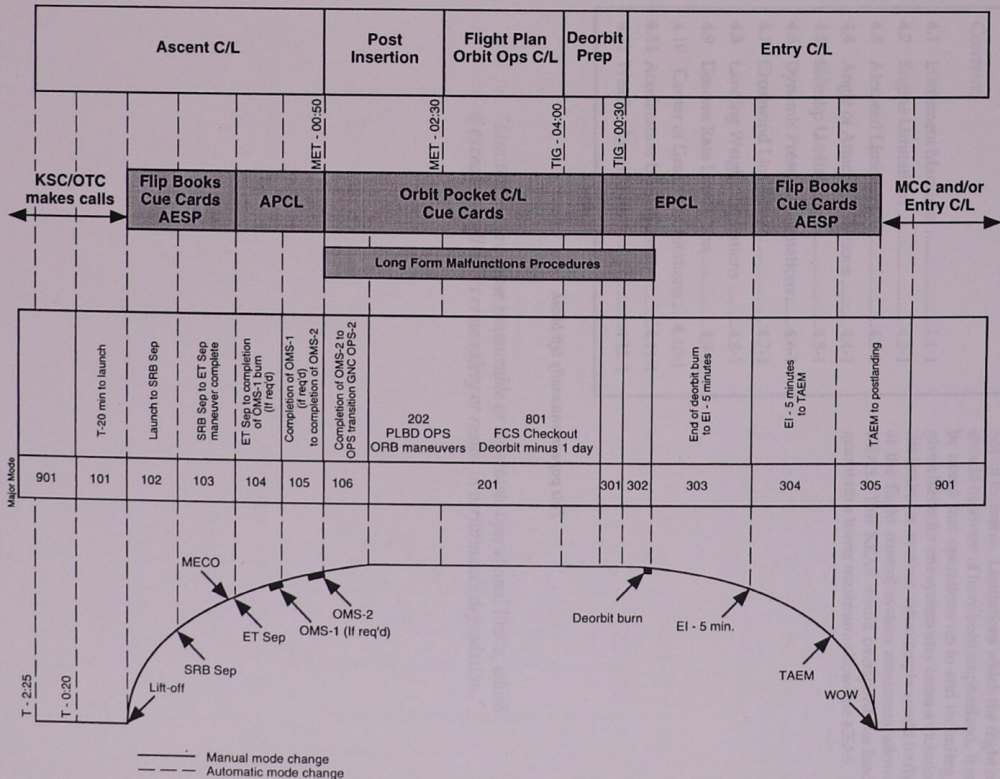 Ascent C/L
Post
Insertion
Flight Plan
Orbit Ops C/L
Deorbit
Prep
Entry C/L
MET - 00:50
MET - 02:30
TIG - 04:00
TIG - 00:30
KSC/OTC
makes calls
Flip Books
Cue Cards
AESP
APCL
Orbit Pocket C/L
Cue Cards
EPCL
Flip Books
Cue Cards
AESP
MCC and/or
Entry C/L
Long Form Malfunctions Procedures
T-20 min to launch
Launch to SRB Sep
SRB Sep to ET Sep
maneuver complete
ET Sep to completion
of OMS-1 burn
(If req'd)
Completion of OMS-1
(if req'd)
to completion of OMS-2
Completion of OMS-2 to
OPS transition GNC OPS-2
202
PLBD OPS
ORB maneuvers
801
FCS Checkout
Deorbit minus 1 day
End of deorbit burn
to EI - 5 minutes
EI - 5 minutes
to TAEM
TAEM to postlanding
Major Mode
901
101
102
103
104
105
106
201
301
302
303
304
305
901
MECO
ET Sep
OMS-1 (If req'd)
OMS-2
SRB Sep
Lift-off
Deorbit burn
EI - 5 min.
TAEM
WOW
T - 2:25
T - 0:20
Manual mode change
Automatic mode change